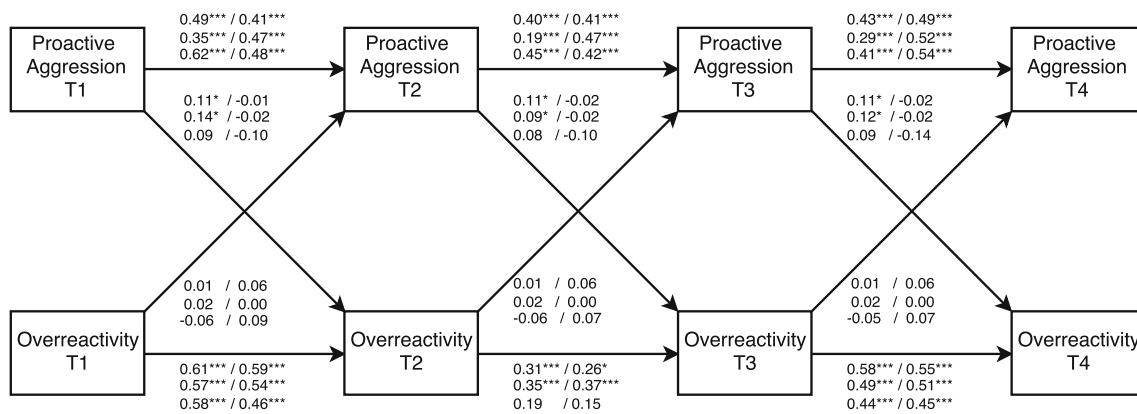 0.49*** / 0.41***
0.35*** / 0.47***
0.62*** / 0.48***
0.40*** / 0.41***
0.19*** / 0.47***
0.45*** / 0.42***
0.43*** / 0.49***
0.29*** / 0.52***
0.41*** / 0.54***
Proactive
Aggression
T1
Proactive
Aggression
T2
Proactive
Aggression
T3
Proactive
Aggression
T4
0.11* / -0.01
0.14* / -0.02
0.09 / -0.10
0.11* / -0.02
0.09* / -0.02
0.08 / -0.10
0.11* / -0.02
0.12* / -0.02
0.09 / -0.14
0.01 / 0.06
0.02 / 0.00
-0.06 / 0.09
0.01 / 0.06
0.02 / 0.00
-0.06 / 0.07
0.01 / 0.06
0.02 / 0.00
-0.05 / 0.07
Overreactivity
T1
Overreactivity
T2
Overreactivity
T3
Overreactivity
T4
0.61*** / 0.59***
0.57*** / 0.54***
0.58*** / 0.46***
0.31*** / 0.26*
0.35*** / 0.37***
0.19 / 0.15
0.58*** / 0.55***
0.49*** / 0.51***
0.44*** / 0.45***